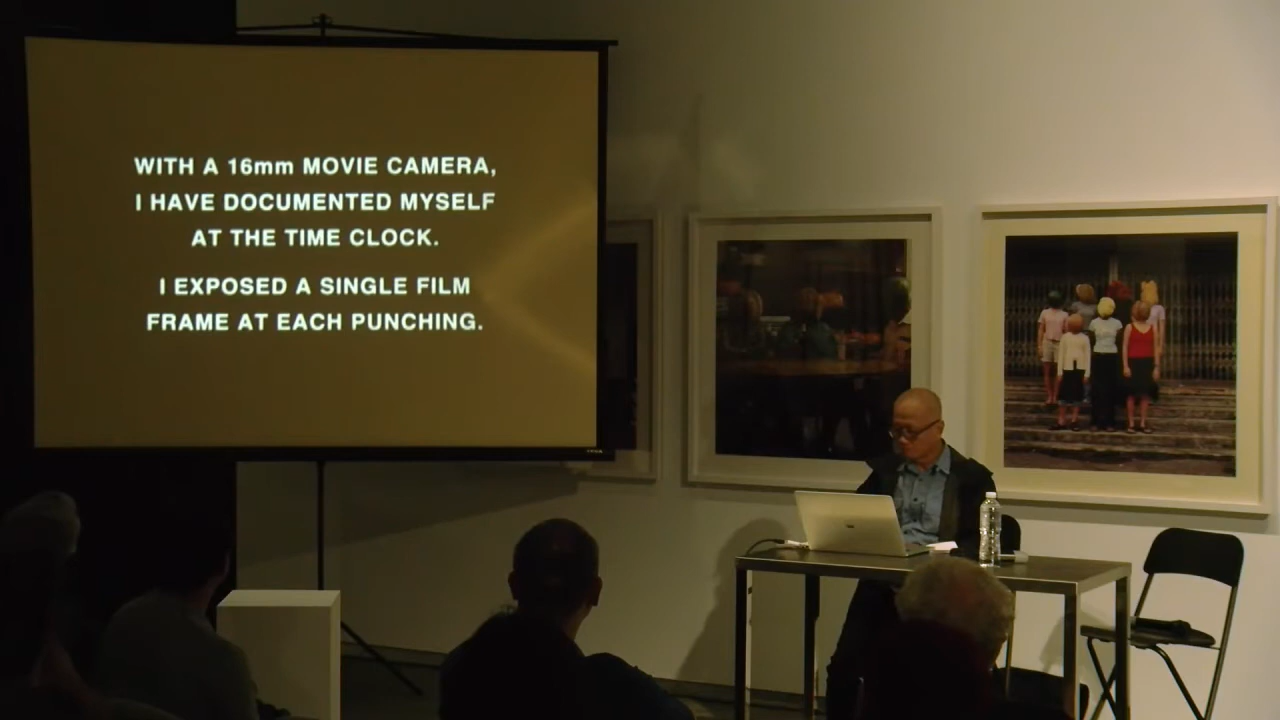 WITH A 16mm MOVIE CAMERA,
I HAVE DOCUMENTED MYSELF
AT THE TIME CLOCK.
I EXPOSED A SINGLE FILM
FRAME AT EACH PUNCHING.